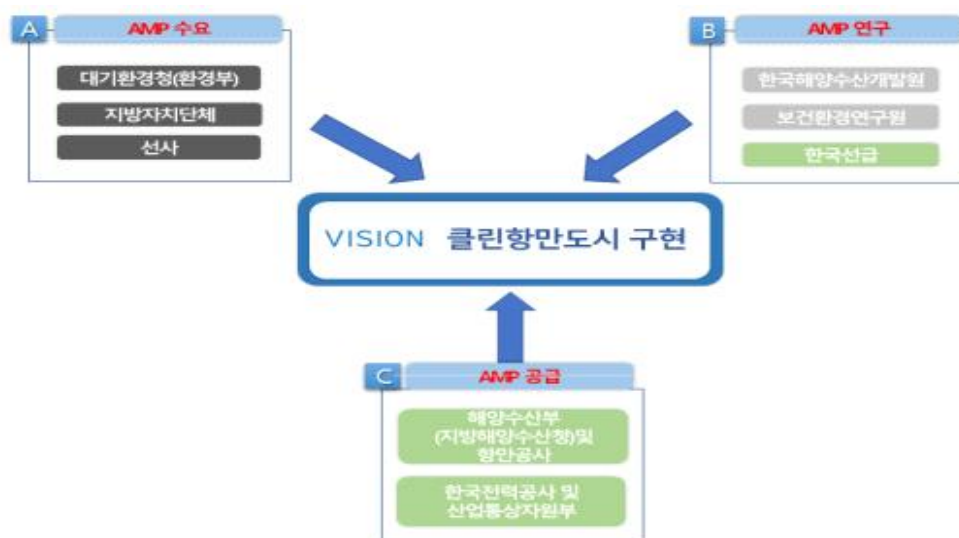 A AMP 수요
대기환경청(환경부)
지방자치단체
선사
B AMP 연구
한국해양수산개발원
보건환경연구원
한국선급
VISION 클린항만도시 구현
C AMP 공급
해양수산부
(지방해양수산청)및
항만공사
한국전력공사 및
산업통상자원부